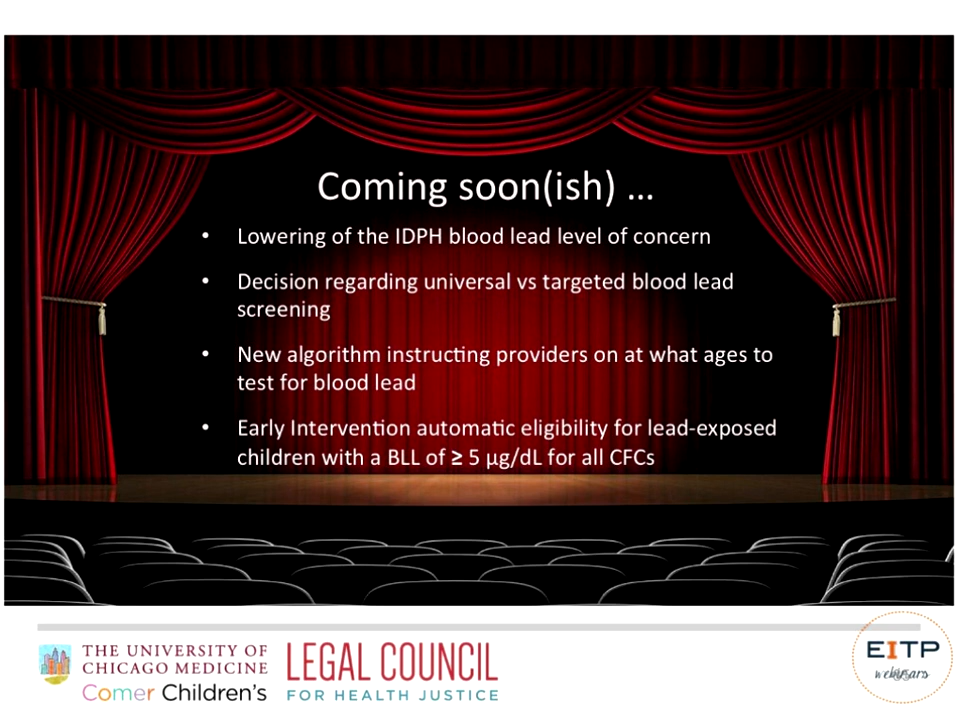 Coming soon(ish) ...
• Lowering of the IDPH blood lead level of concern
• Decision regarding universal vs targeted blood lead
screening
• New algorithm instructing providers on at what ages to
test for blood lead
• Early Intervention automatic eligibility for lead-exposed
children with a BLL of ≥ 5 µg/dL for all CFCs
THE UNIVERSITY OF
CHICAGO MEDICINE
Comer Children's
LEGAL COUNCIL
FOR HEALTH JUSTICE
EITP
webinars